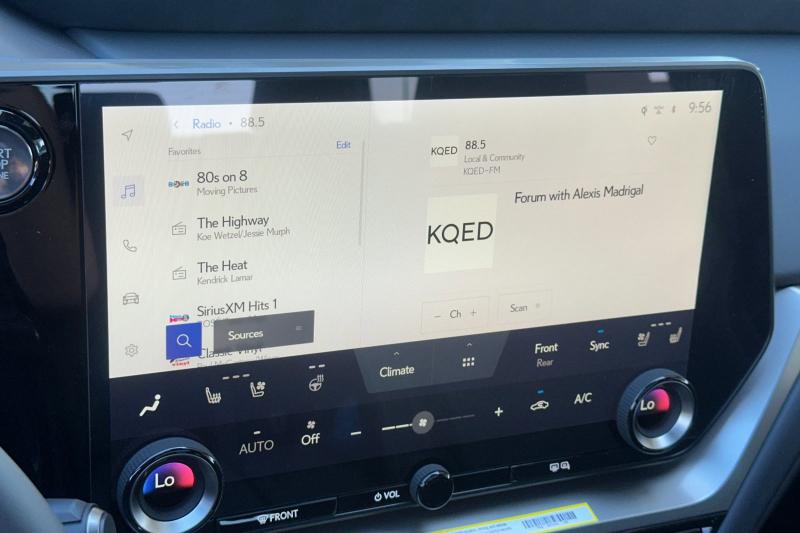 9:56
Radio • 88.5
Favorites
Edit
80s on 8
Moving Pictures
The Highway
Koe Wetzel/Jessie Murph
The Heat
Kendrick Lamar
SiriusXM Hits 1
Sources
Classic Vinyl
KQED
88.5
Local & Community
KQED-FM
KQED
Forum with Alexis Madrigal
− Ch +
Scan
Climate
Front
Rear
Sync
AUTO
Off
− +
A/C
Lo
Lo
FRONT
VOL